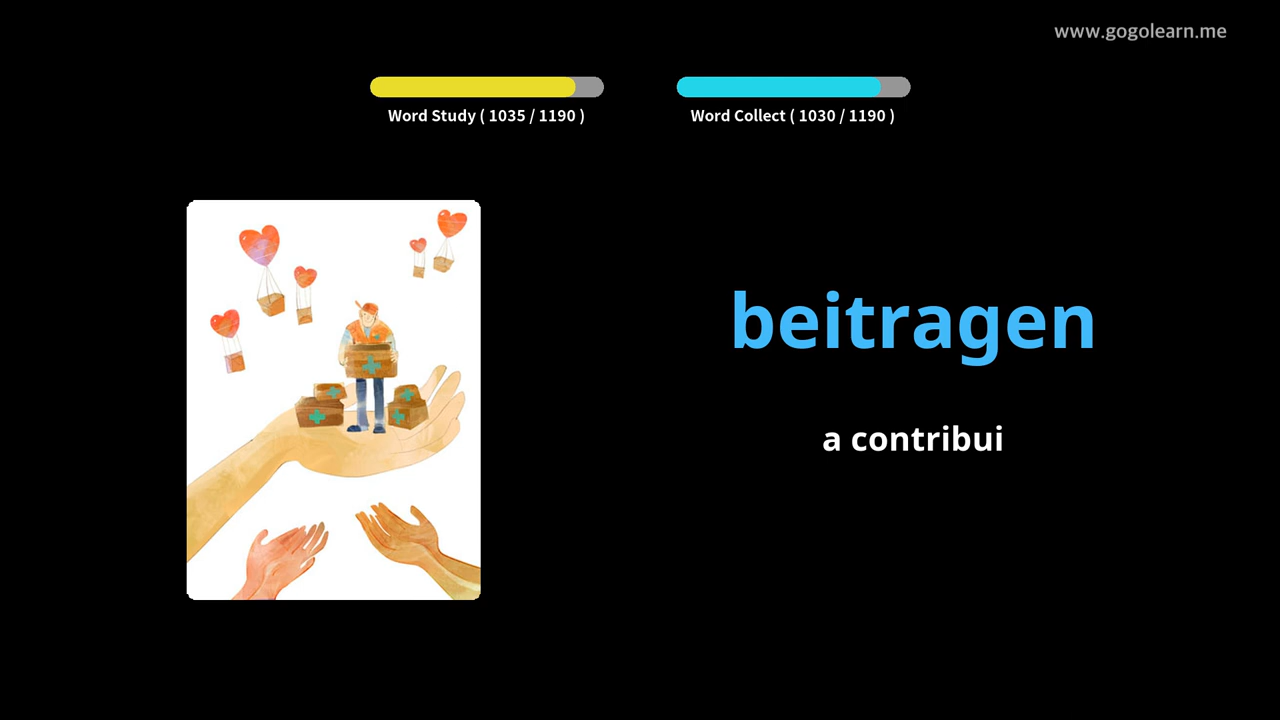 www.gogolearn.me
Word Study ( 1035 / 1190 )
Word Collect ( 1030 / 1190 )
beitragen
a contribui